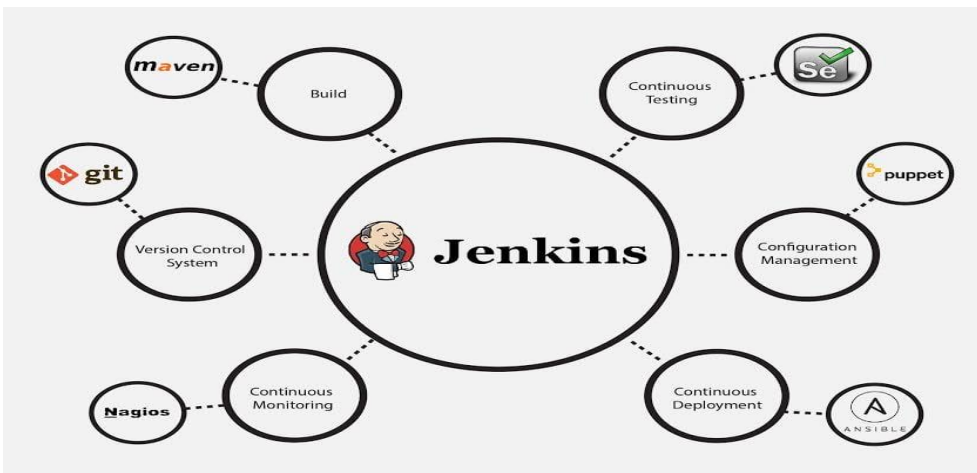 maven
Build
Continuous
Testing
Se
git
puppet
Version Control
System
Jenkins
Configuration
Management
Nagios
Continuous
Monitoring
Continuous
Deployment
A
ANSIBLE